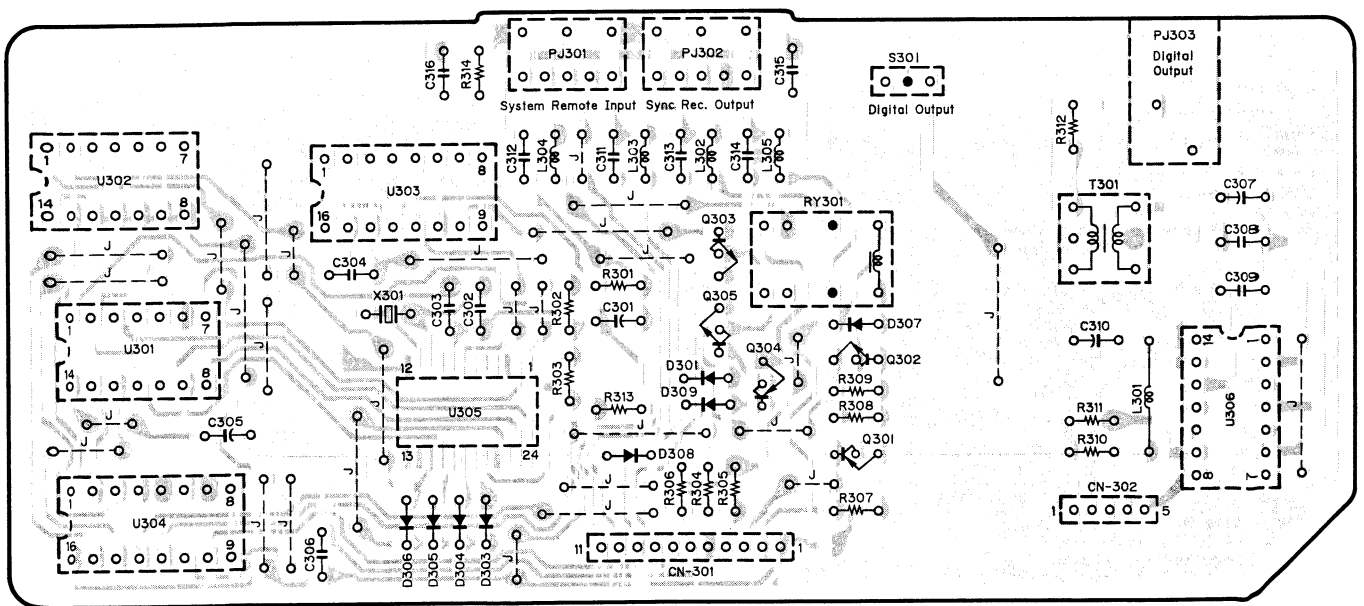 PJ301
PJ302
PJ303
Digital
Output
System Remote Input
Sync Rec. Output
S301
Digital Output
C316
R314
C315
R312
C312
L304
J
C311
L303
C313
L302
C314
L305
1
7
U302
14
8
1
8
U303
16
9
J
J
J
J
J
J
J
J
J
J
Q303
RY301
T301
C307
C308
C309
C304
R301
X301
C303
C302
J
J
R302
C301
Q305
D307
Q302
C310
1
7
U301
14
8
J
J
J
12
1
U305
13
24
R303
D301
D309
Q304
J
R309
R308
R313
J
J
D308
Q301
J
L301
R311
R310
14
1
U306
8
7
J
C305
J
J
J
8
U304
16
9
J
J
C306
D306
D305
D304
D303
J
J
J
R306
R304
R305
J
R307
11
1
CN-301
CN-302
1
5